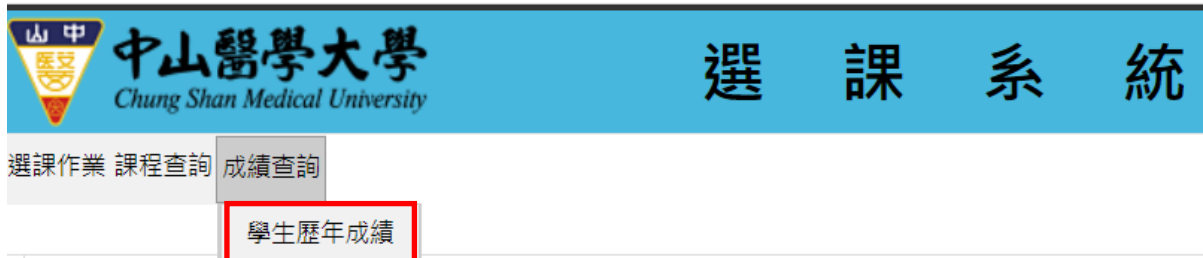 山中
中山醫學大學
Chung Shan Medical University
選課系統
選課作業 課程查詢 成績查詢
學生歷年成績